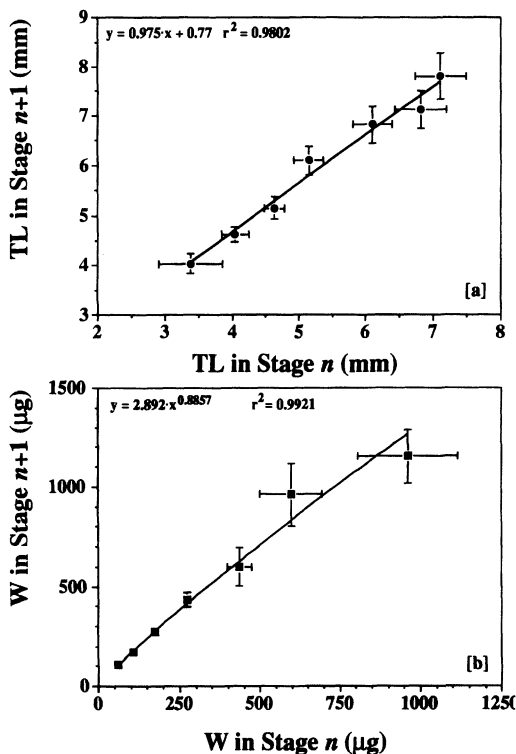 y = 0.975·x + 0.77 r² = 0.9802
9
8
7
6
5
4
3
TL in Stage n+1 (mm)
[a]
2 3 4 5 6 7 8
TL in Stage n (mm)
y = 2.892·x^0.8857 r² = 0.9921
1500
1000
500
0
W in Stage n+1 (μg)
[b]
0 250 500 750 1000 1250
W in Stage n (μg)